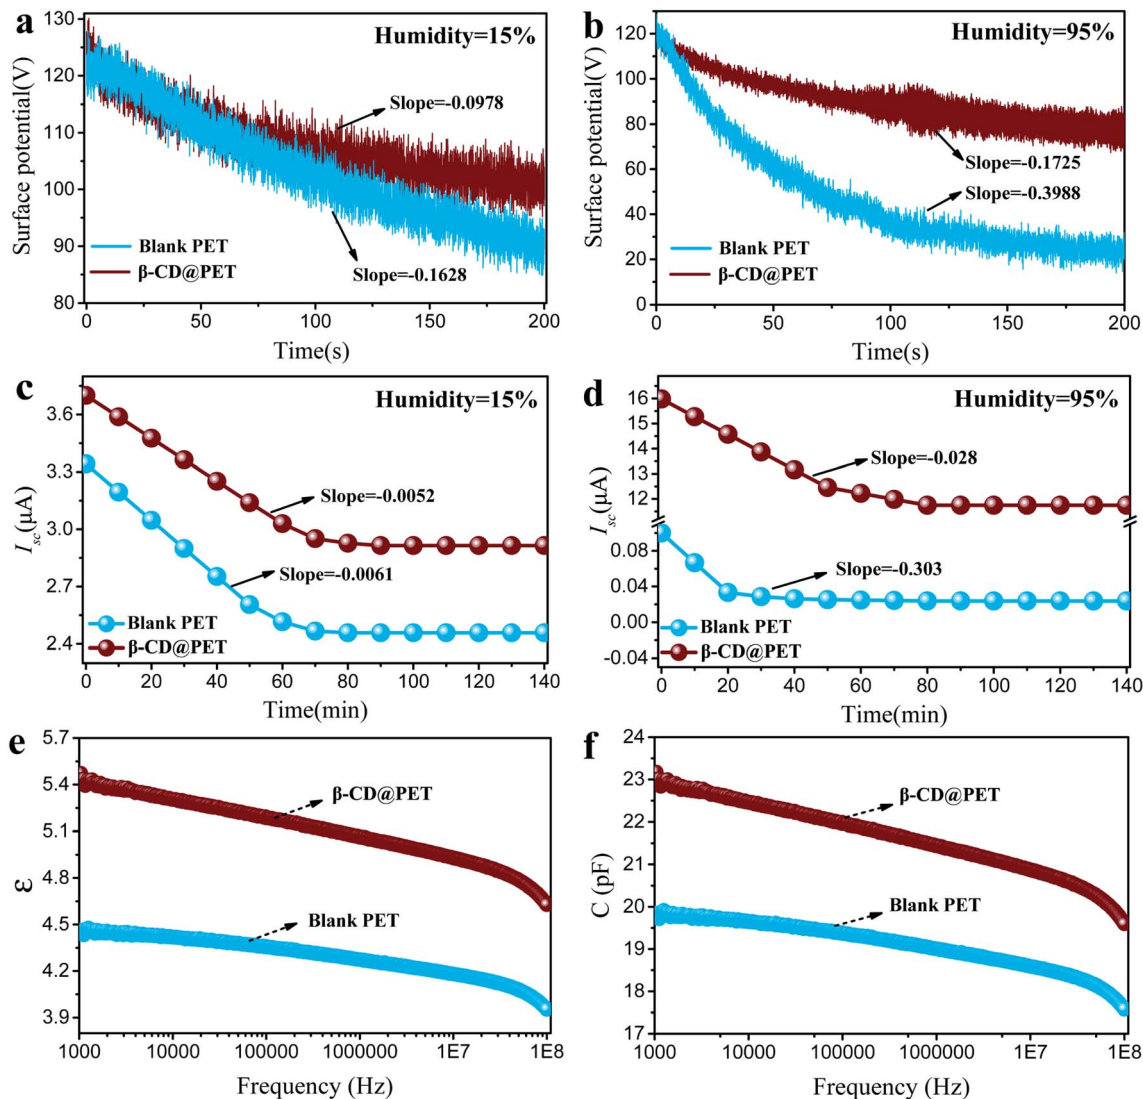 a
Humidity=15%
130
120
110
100
90
80
Surface potential(V)
Slope=-0.0978
Slope=-0.1628
Blank PET
β-CD@PET
0
50
100
150
200
Time(s)
b
Humidity=95%
120
100
80
60
40
20
0
Surface potential(V)
Slope=-0.1725
Slope=-0.3988
Blank PET
β-CD@PET
0
50
100
150
200
Time(s)
c
Humidity=15%
3.6
3.3
3.0
2.7
2.4
Isc(μA)
Slope=-0.0052
Slope=-0.0061
Blank PET
β-CD@PET
0
20
40
60
80
100
120
140
Time(min)
d
Humidity=95%
16
15
14
13
12
0.08
0.04
0.00
-0.04
Isc(μA)
Slope=-0.028
Slope=-0.303
Blank PET
β-CD@PET
0
20
40
60
80
100
120
140
Time(min)
e
5.7
5.4
5.1
4.8
4.5
4.2
3.9
ε
β-CD@PET
Blank PET
1000
10000
100000
1000000
1E7
1E8
Frequency (Hz)
f
24
23
22
21
20
19
18
17
C (pF)
β-CD@PET
Blank PET
1000
10000
100000
1000000
1E7
1E8
Frequency (Hz)